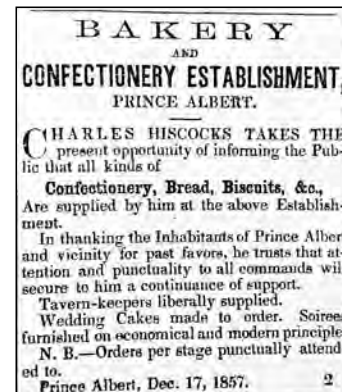 BAKERY
AND
CONFECTIONERY ESTABLISHMENT,
PRINCE ALBERT.
CHARLES HISCOCKS TAKES THE
present opportunity of informing the Pub-
lic that all kinds of
Confectionery, Bread, Biscuits, &c.,
Are supplied by him at the above Establish-
ment.
In thanking the Inhabitants of Prince Alber
and vicinity for past favors, he trusts that at-
tention and punctuality to all commands wil
secure to him a continuance of support.
Tavern-keepers liberally supplied.
Wedding Cakes made to order. Soiree
furnished on economical and modern principle
N. B.—Orders per stage punctually attend
ed to.
Prince Albert, Dec. 17, 1857. 2